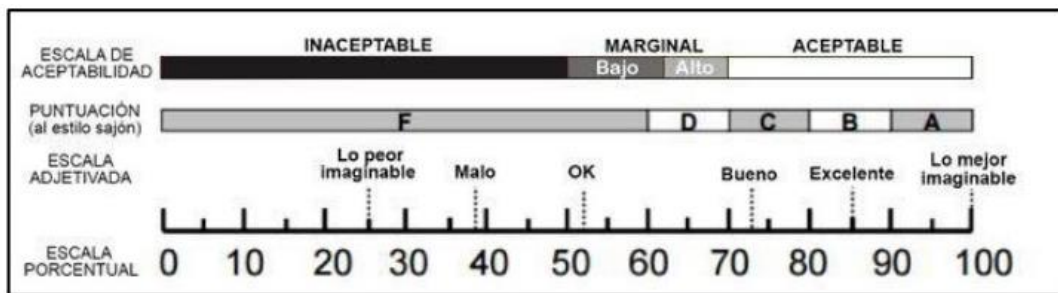 INACEPTABLE MARGINAL ACEPTABLE
ESCALA DE
ACEPTABILIDAD
Bajo Alto
PUNTUACIÓN
(al estilo sajón)
F D C B A
ESCALA
ADJETIVADA
Lo peor
imaginable
Malo OK Bueno Excelente
Lo mejor
imaginable
ESCALA
PORCENTUAL
0 10 20 30 40 50 60 70 80 90 100